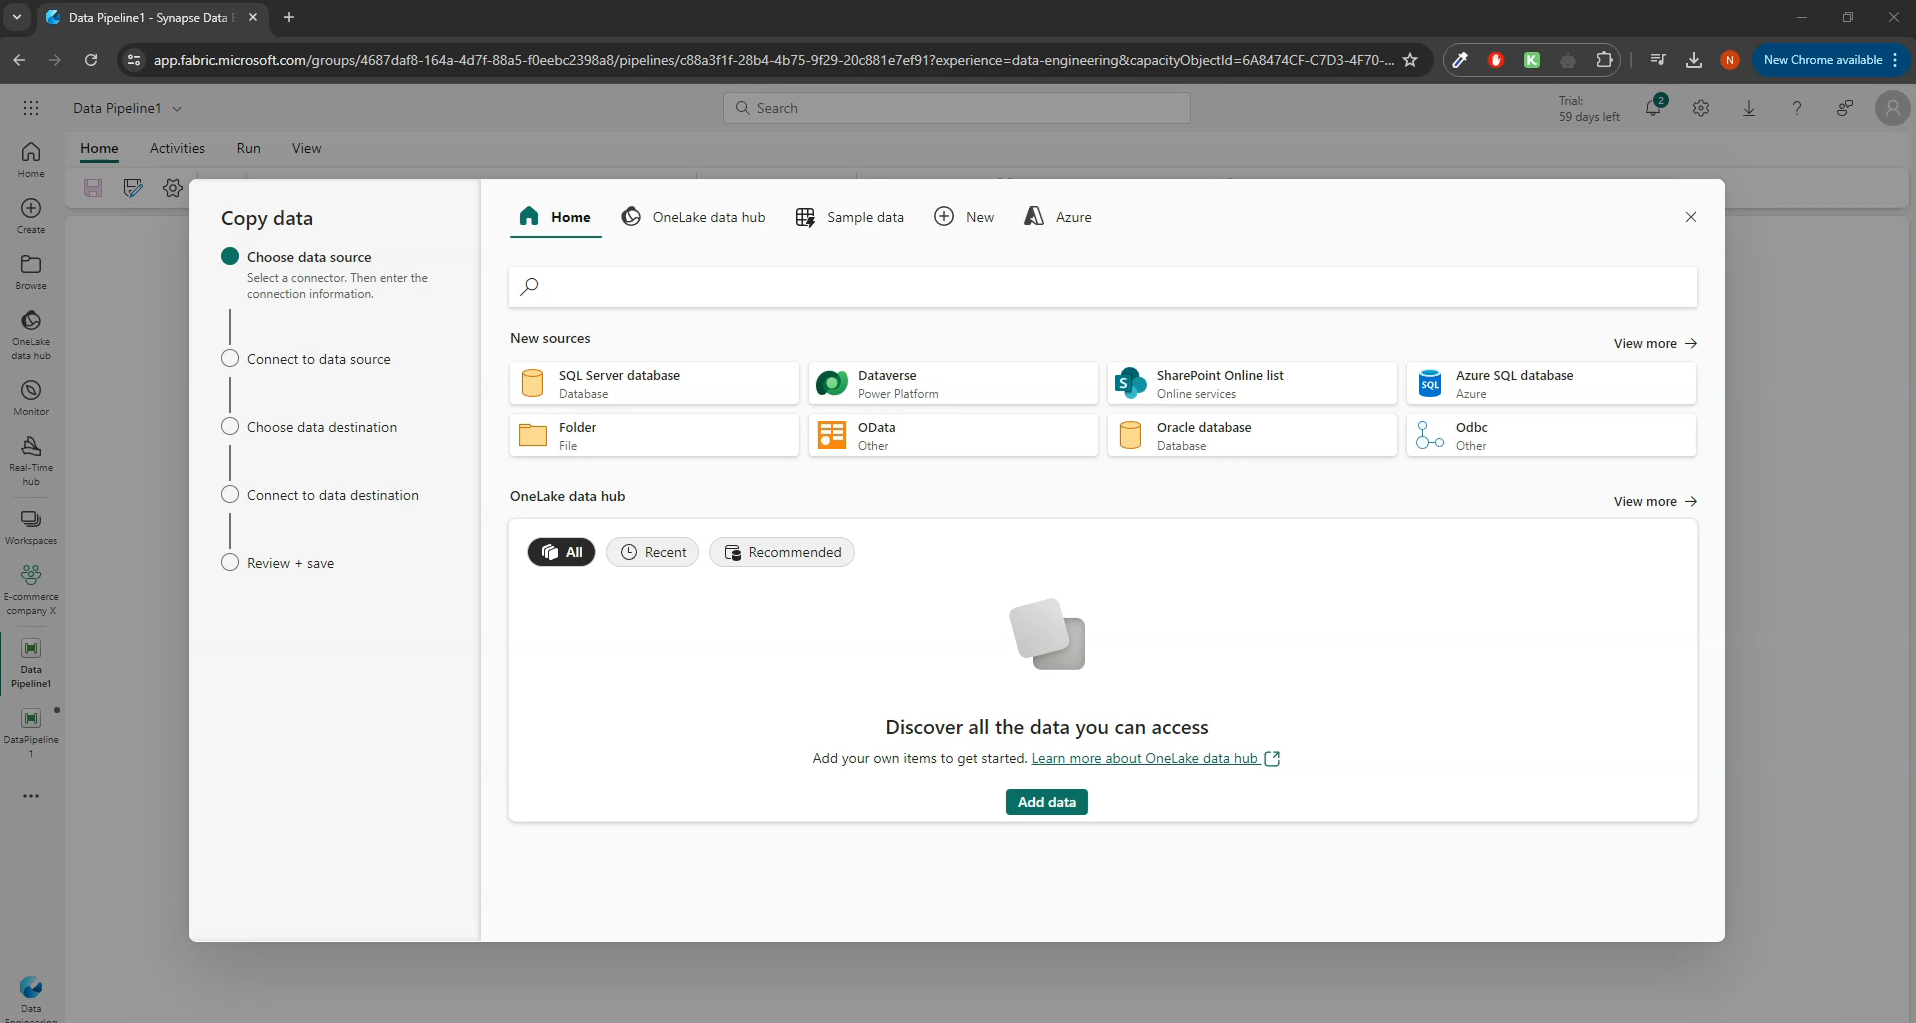 Data Pipeline1 - Synapse Data
app.fabric.microsoft.com/groups/4687daf8-164a-4d7f-88a5-f0eebc2398a8/pipelines/c88a3f1f-28b4-4b75-9f29-20c881e7ef91?experience=data-engineering&capacityObjectId=6A8474CF-C7D3-4F70-...
N
New Chrome available
Data Pipeline1
Search
Trial:
59 days left
2
Home
Activities
Run
View
Home
Create
Browse
OneLake
data hub
Monitor
Real-Time
hub
Workspaces
E-commerce
company X
Data
Pipeline1
DataPipeline
1
Data
Engineering
Copy data
Choose data source
Select a connector. Then enter the
connection information.
Connect to data source
Choose data destination
Connect to data destination
Review + save
Home
OneLake data hub
Sample data
New
Azure
New sources
View more
SQL Server database
Database
Dataverse
Power Platform
S
SharePoint Online list
Online services
SQL
Azure SQL database
Azure
Folder
File
OData
Other
Oracle database
Database
Odbc
Other
OneLake data hub
View more
All
Recent
Recommended
Discover all the data you can access
Add your own items to get started. Learn more about OneLake data hub
Add data